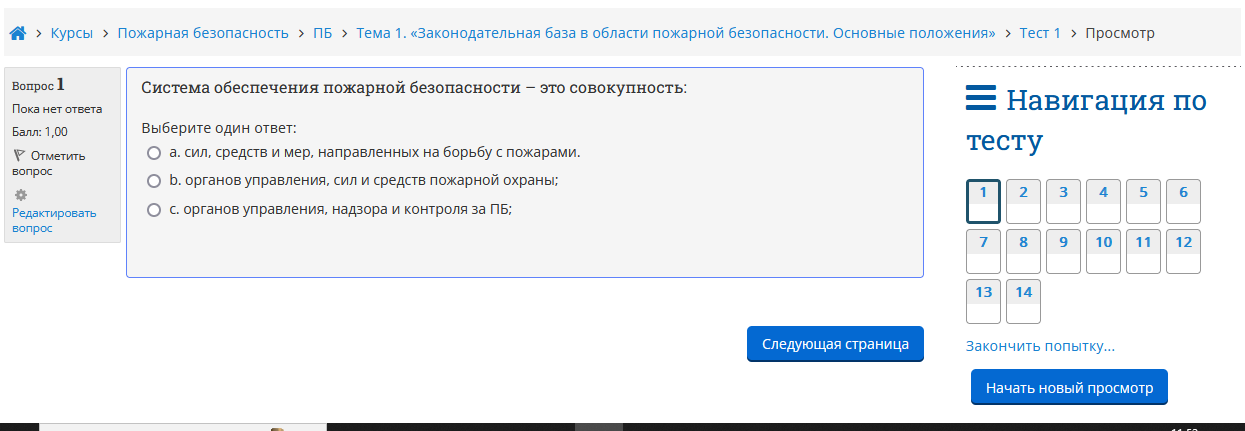 Курсы > Пожарная безопасность > ПБ > Тема 1. «Законодательная база в области пожарной безопасности. Основные положения» > Тест 1 > Просмотр
Вопрос 1
Пока нет ответа
Балл: 1,00
Отметить
вопрос
Редактировать
вопрос
Система обеспечения пожарной безопасности – это совокупность:
Выберите один ответ:
a. сил, средств и мер, направленных на борьбу с пожарами.
b. органов управления, сил и средств пожарной охраны;
c. органов управления, надзора и контроля за ПБ;
Следующая страница
Навигация по
тесту
1 2 3 4 5 6
7 8 9 10 11 12
13 14
Закончить попытку...
Начать новый просмотр